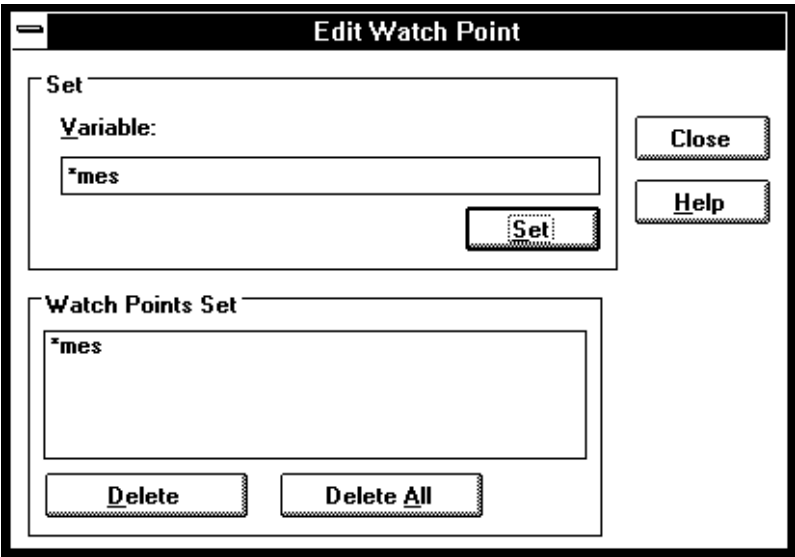 Edit Watch Point
Set
Variable:
*mes
Set
Close
Help
Watch Points Set
*mes
Delete
Delete All